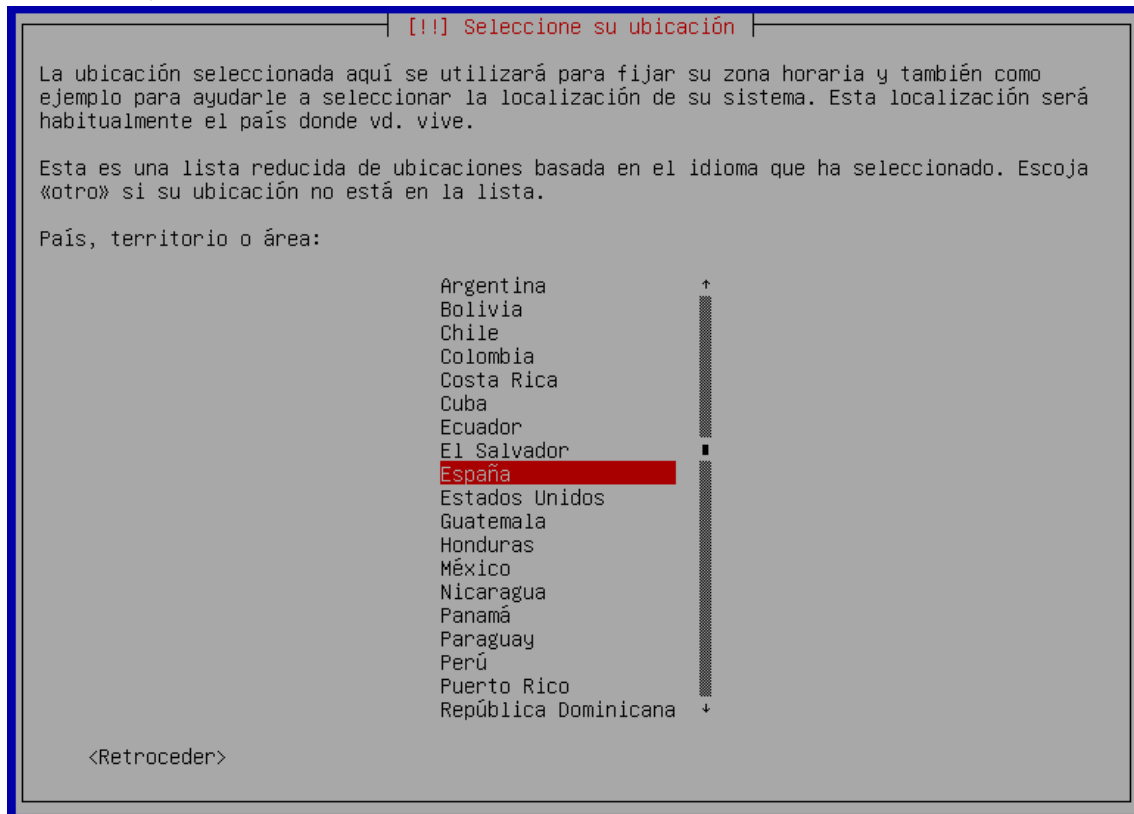 [!!] Seleccione su ubicación
La ubicación seleccionada aquí se utilizará para fijar su zona horaria y también como
ejemplo para ayudarle a seleccionar la localización de su sistema. Esta localización será
habitualmente el país donde vd. vive.
Esta es una lista reducida de ubicaciones basada en el idioma que ha seleccionado. Escoja
«otro» si su ubicación no está en la lista.
País, territorio o área:
Argentina
Bolivia
Chile
Colombia
Costa Rica
Cuba
Ecuador
El Salvador
España
Estados Unidos
Guatemala
Honduras
México
Nicaragua
Panamá
Paraguay
Perú
Puerto Rico
República Dominicana
<Retroceder>